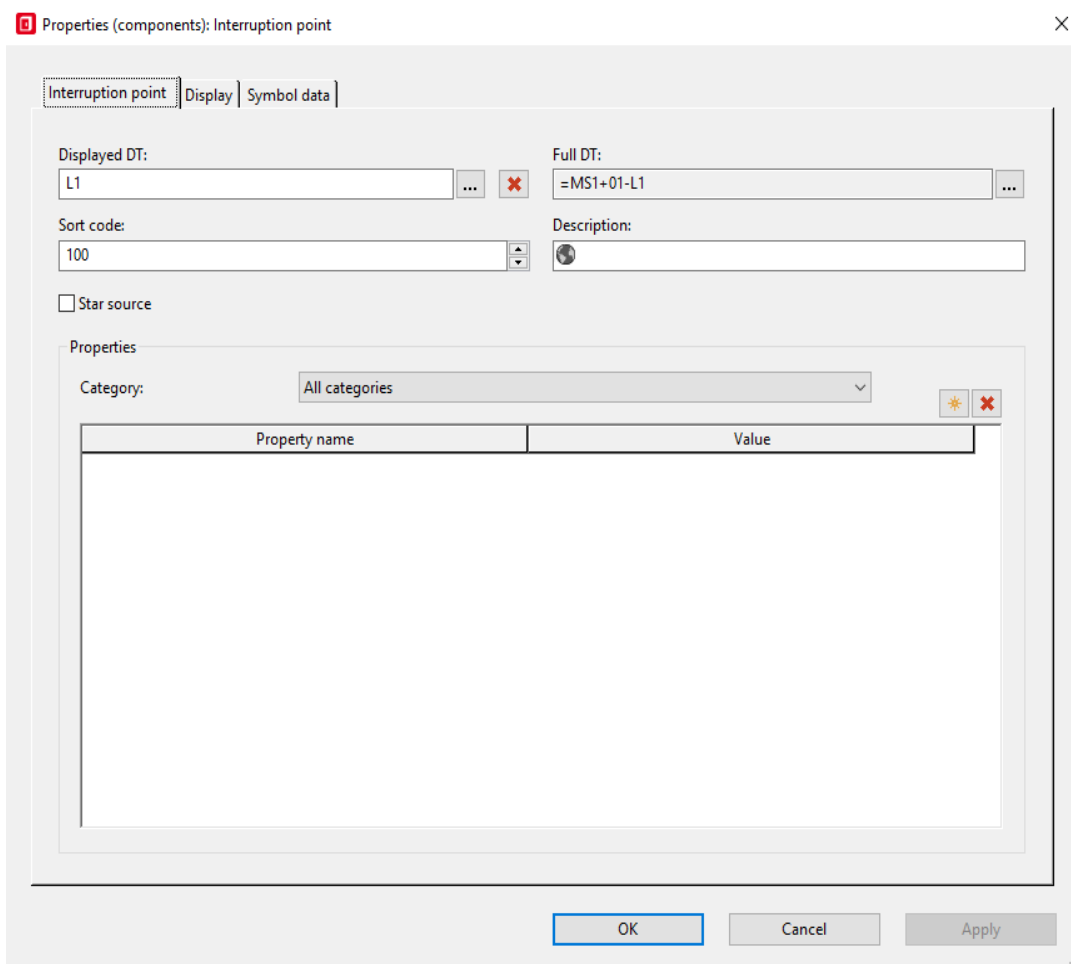 Properties (components): Interruption point
Interruption point Display Symbol data
Displayed DT: Full DT:
L1 ... =MS1+01-L1 ...
Sort code: Description:
100
Star source
Properties
Category: All categories
Property name Value
OK Cancel Apply